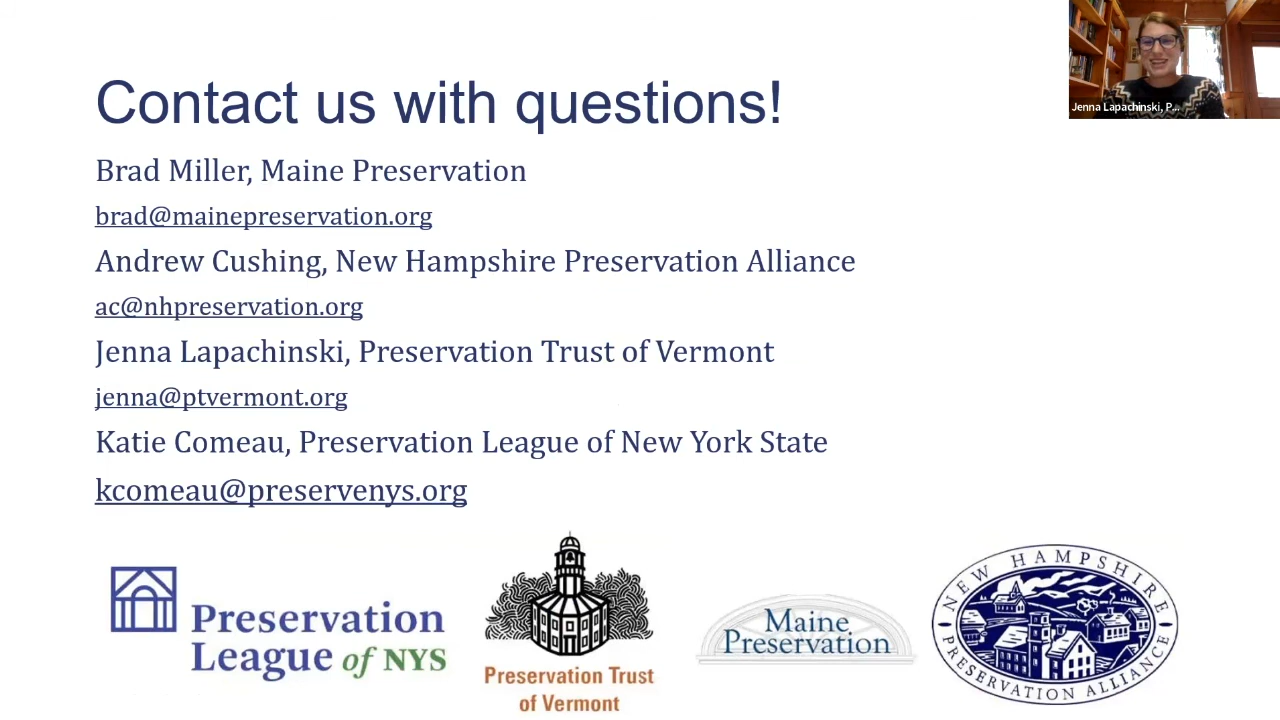 Contact us with questions!
Jenna Lapachinski, P...
Brad Miller, Maine Preservation
brad@mainepreservation.org
Andrew Cushing, New Hampshire Preservation Alliance
ac@nhpreservation.org
Jenna Lapachinski, Preservation Trust of Vermont
jenna@ptvermont.org
Katie Comeau, Preservation League of New York State
kcomeau@preservenys.org
Preservation
League of NYS
Preservation Trust
of Vermont
Maine
Preservation
NEW HAMPSHIRE
PRESERVATION ALLIANCE